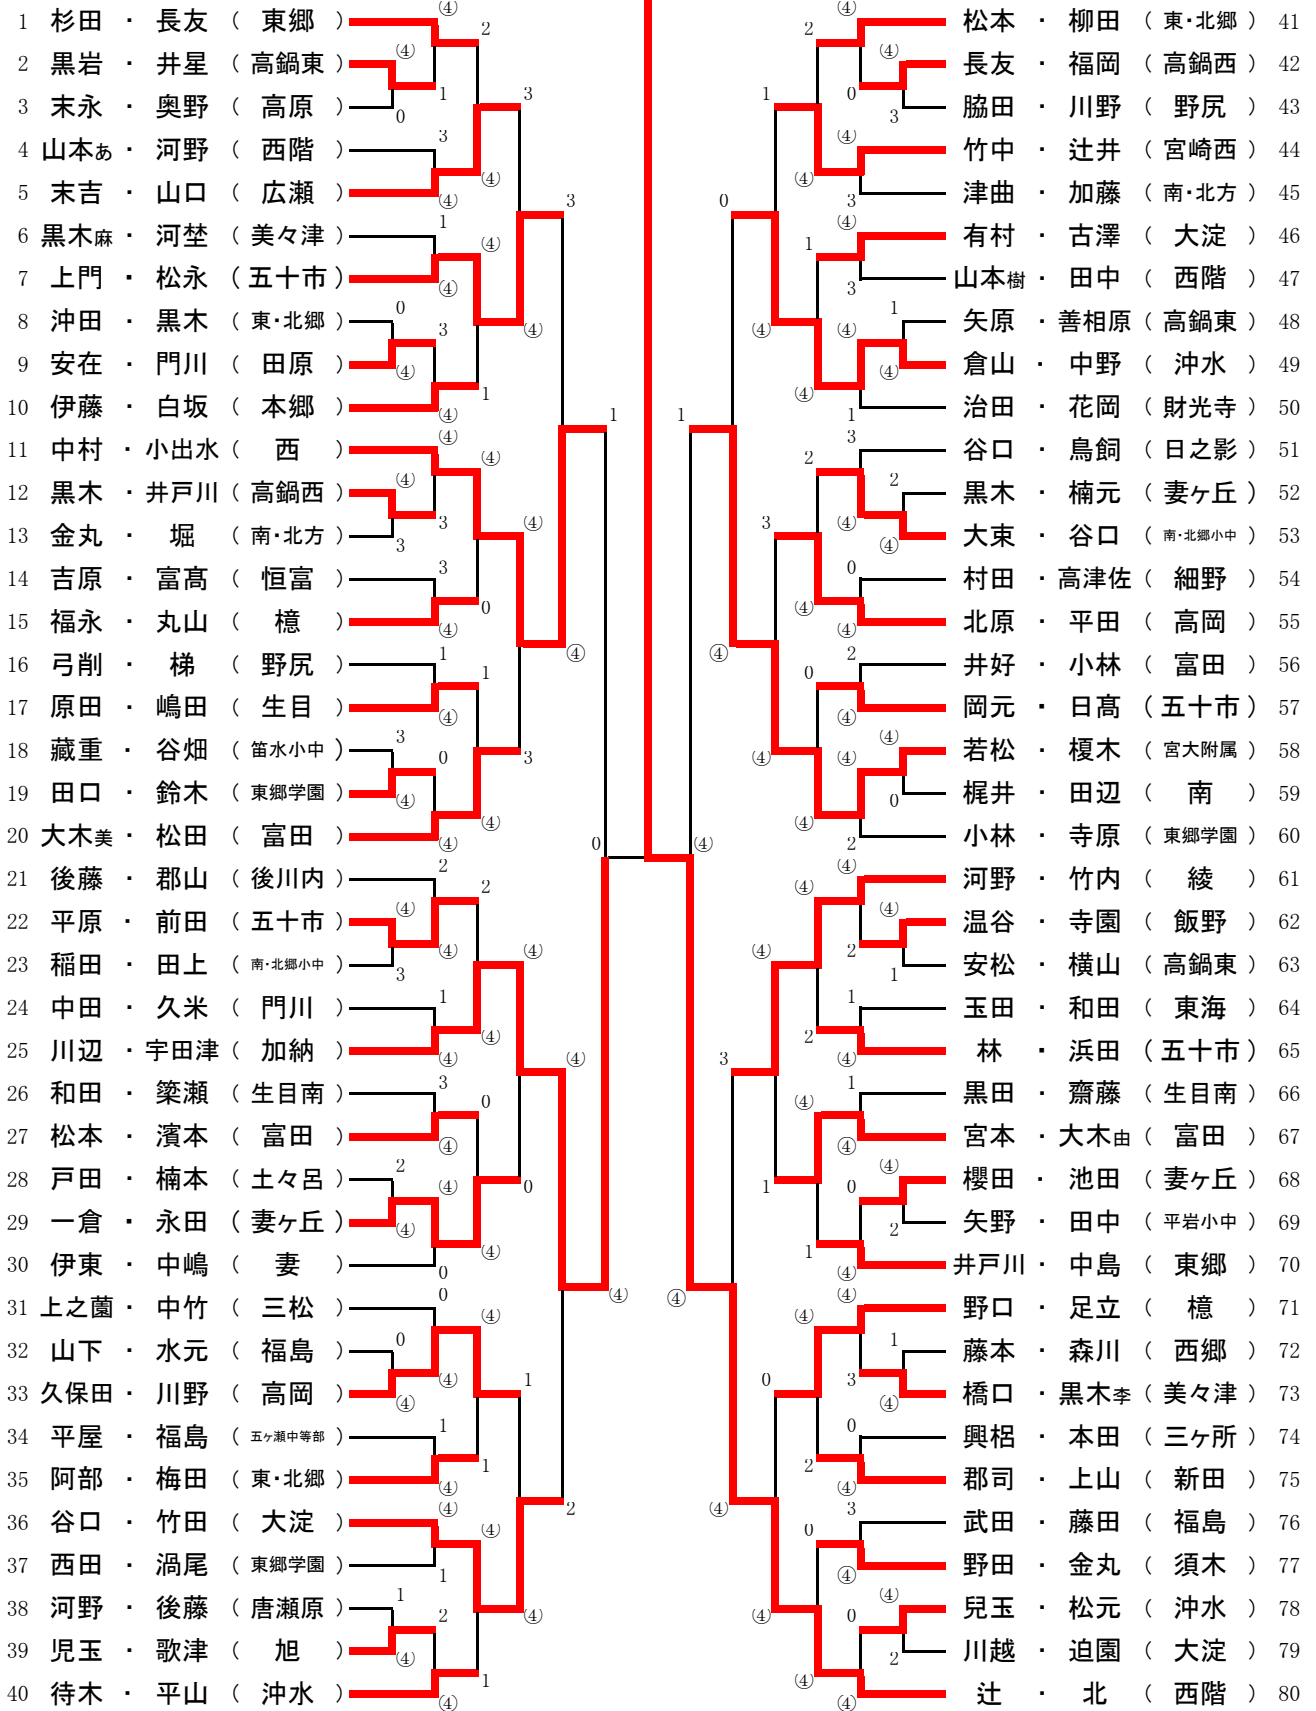 1 杉田 ・ 長友 （ 東郷 ）
2 黒岩 ・ 井星 （ 高鍋東 ）
3 末永 ・ 奥野 （ 高原 ）
4 山本あ ・ 河野 （ 西階 ）
5 末吉 ・ 山口 （ 広瀬 ）
6 黒木麻 ・ 河埜 （ 美々津 ）
7 上門 ・ 松永 （ 五十市 ）
8 沖田 ・ 黒木 （ 東・北郷 ）
9 安在 ・ 門川 （ 田原 ）
10 伊藤 ・ 白坂 （ 本郷 ）
11 中村 ・ 小出水 （ 西 ）
12 黒木 ・ 井戸川 （ 高鍋西 ）
13 金丸 ・ 堀 （ 南・北方 ）
14 吉原 ・ 富髙 （ 恒富 ）
15 福永 ・ 丸山 （ 檍 ）
16 弓削 ・ 梯 （ 野尻 ）
17 原田 ・ 嶋田 （ 生目 ）
18 藏重 ・ 谷畑 （ 笛水小中 ）
19 田口 ・ 鈴木 （ 東郷学園 ）
20 大木美 ・ 松田 （ 富田 ）
21 後藤 ・ 郡山 （ 後川内 ）
22 平原 ・ 前田 （ 五十市 ）
23 稲田 ・ 田上 （ 南・北郷小中 ）
24 中田 ・ 久米 （ 門川 ）
25 川辺 ・ 宇田津 （ 加納 ）
26 和田 ・ 簗瀬 （ 生目南 ）
27 松本 ・ 濱本 （ 富田 ）
28 戸田 ・ 楠本 （ 土々呂 ）
29 一倉 ・ 永田 （ 妻ヶ丘 ）
30 伊東 ・ 中嶋 （ 妻 ）
31 上之薗 ・ 中竹 （ 三松 ）
32 山下 ・ 水元 （ 福島 ）
33 久保田 ・ 川野 （ 高岡 ）
34 平屋 ・ 福島 （ 五ヶ瀬中等部 ）
35 阿部 ・ 梅田 （ 東・北郷 ）
36 谷口 ・ 竹田 （ 大淀 ）
37 西田 ・ 渦尾 （ 東郷学園 ）
38 河野 ・ 後藤 （ 唐瀬原 ）
39 児玉 ・ 歌津 （ 旭 ）
40 待木 ・ 平山 （ 沖水 ）
松本 ・ 柳田 （ 東・北郷 ） 41
長友 ・ 福岡 （ 高鍋西 ） 42
脇田 ・ 川野 （ 野尻 ） 43
竹中 ・ 辻井 （ 宮崎西 ） 44
津曲 ・ 加藤 （ 南・北方 ） 45
有村 ・ 古澤 （ 大淀 ） 46
山本樹 ・ 田中 （ 西階 ） 47
矢原 ・ 善相原 （ 高鍋東 ） 48
倉山 ・ 中野 （ 沖水 ） 49
治田 ・ 花岡 （ 財光寺 ） 50
谷口 ・ 鳥飼 （ 日之影 ） 51
黒木 ・ 楠元 （ 妻ヶ丘 ） 52
大束 ・ 谷口 （ 南・北郷小中 ） 53
村田 ・ 高津佐 （ 細野 ） 54
北原 ・ 平田 （ 高岡 ） 55
井好 ・ 小林 （ 富田 ） 56
岡元 ・ 日髙 （ 五十市 ） 57
若松 ・ 榎木 （ 宮大附属 ） 58
梶井 ・ 田辺 （ 南 ） 59
小林 ・ 寺原 （ 東郷学園 ） 60
河野 ・ 竹内 （ 綾 ） 61
温谷 ・ 寺園 （ 飯野 ） 62
安松 ・ 横山 （ 高鍋東 ） 63
玉田 ・ 和田 （ 東海 ） 64
林 ・ 浜田 （ 五十市 ） 65
黒田 ・ 齋藤 （ 生目南 ） 66
宮本 ・ 大木由 （ 富田 ） 67
櫻田 ・ 池田 （ 妻ヶ丘 ） 68
矢野 ・ 田中 （ 平岩小中 ） 69
井戸川 ・ 中島 （ 東郷 ） 70
野口 ・ 足立 （ 檍 ） 71
藤本 ・ 森川 （ 西郷 ） 72
橋口 ・ 黒木李 （ 美々津 ） 73
興梠 ・ 本田 （ 三ヶ所 ） 74
郡司 ・ 上山 （ 新田 ） 75
武田 ・ 藤田 （ 福島 ） 76
野田 ・ 金丸 （ 須木 ） 77
兒玉 ・ 松元 （ 沖水 ） 78
川越 ・ 迫園 （ 大淀 ） 79
辻 ・ 北 （ 西階 ） 80